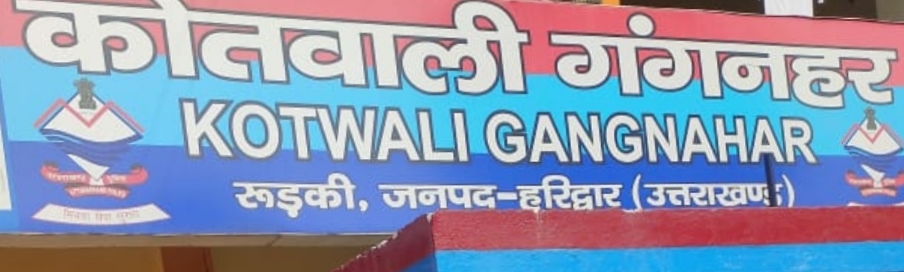 कोतवाली गंगनहर
KOTWALI GANGNAHAR
रूड़की, जनपद-हरिद्वार (उत्तराखण्ड)